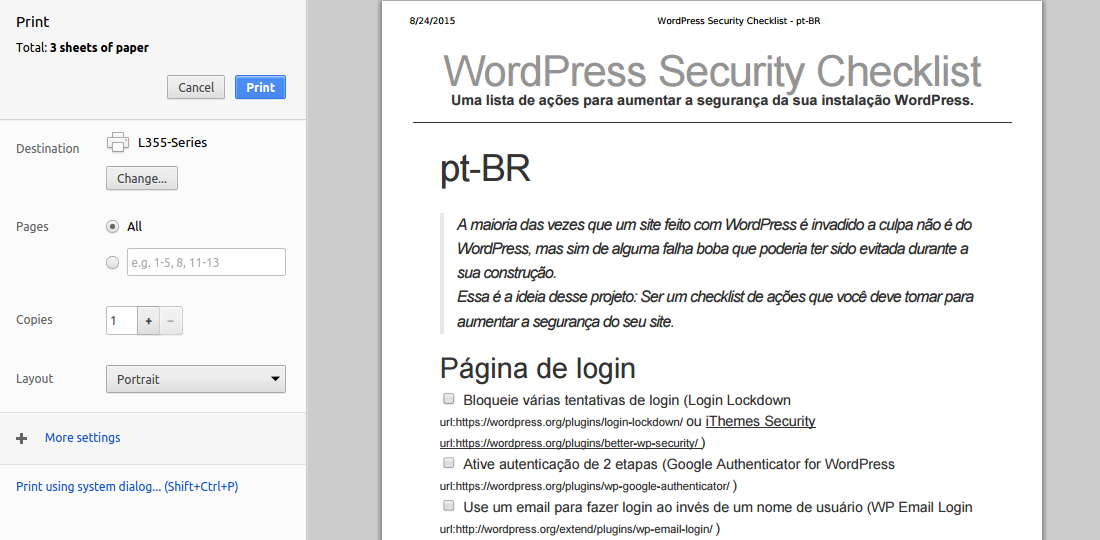 Print
Total: 3 sheets of paper
Cancel
Print
Destination
L355-Series
Change...
Pages
All
e.g. 1-5, 8, 11-13
Copies
1
+
−
Layout
Portrait
+ More settings
Print using system dialog... (Shift+Ctrl+P)
8/24/2015
WordPress Security Checklist - pt-BR
WordPress Security Checklist
Uma lista de ações para aumentar a segurança da sua instalação WordPress.
pt-BR
A maioria das vezes que um site feito com WordPress é invadido a culpa não é do
WordPress, mas sim de alguma falha boba que poderia ter sido evitada durante a
sua construção.
Essa é a ideia desse projeto: Ser um checklist de ações que você deve tomar para
aumentar a segurança do seu site.
Página de login
Bloqueie várias tentativas de login (Login Lockdown
url:https://wordpress.org/plugins/login-lockdown/ ou iThemes Security
url:https://wordpress.org/plugins/better-wp-security/ )
Ative autenticação de 2 etapas (Google Authenticator for WordPress
url:https://wordpress.org/plugins/wp-google-authenticator/ )
Use um email para fazer login ao invés de um nome de usuário (WP Email Login
url:http://wordpress.org/extend/plugins/wp-email-login/ )